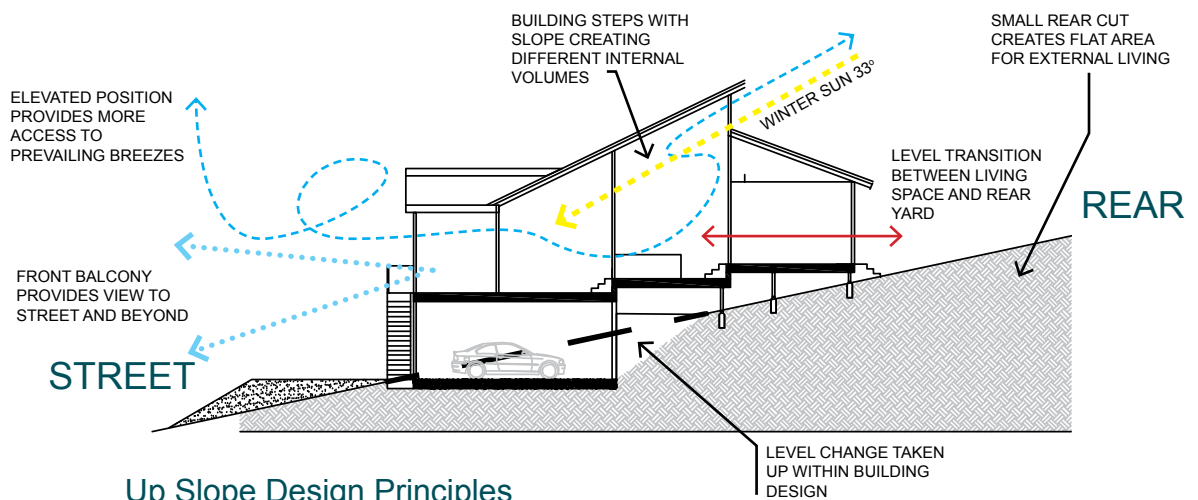 BUILDING STEPS WITH
SLOPE CREATING
DIFFERENT INTERNAL
VOLUMES
SMALL REAR CUT
CREATES FLAT AREA
FOR EXTERNAL LIVING
ELEVATED POSITION
PROVIDES MORE
ACCESS TO
PREVAILING BREEZES
WINTER SUN 33º
LEVEL TRANSITION
BETWEEN LIVING
SPACE AND REAR
YARD
REAR
FRONT BALCONY
PROVIDES VIEW TO
STREET AND BEYOND
STREET
LEVEL CHANGE TAKEN
UP WITHIN BUILDING
DESIGN
Up Slope Design Principles